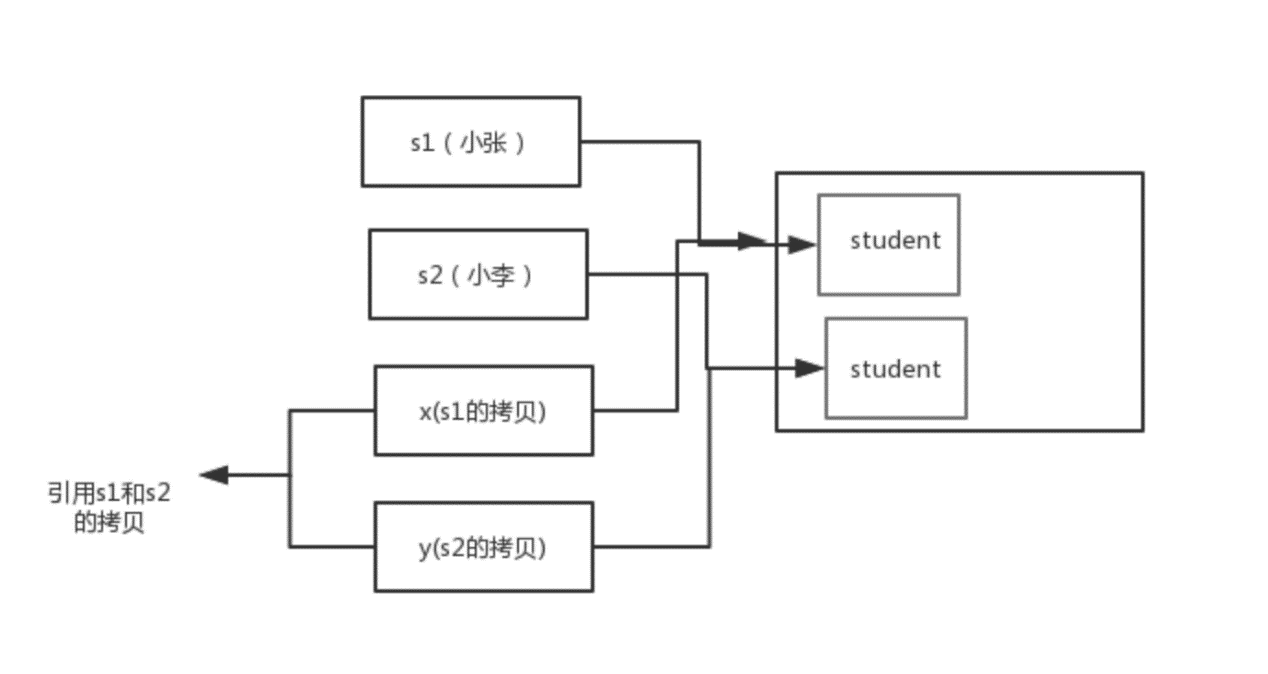 s1（小张）
student
s2（小李）
student
x(s1的拷贝)
引用s1和s2
的拷贝
y(s2的拷贝)